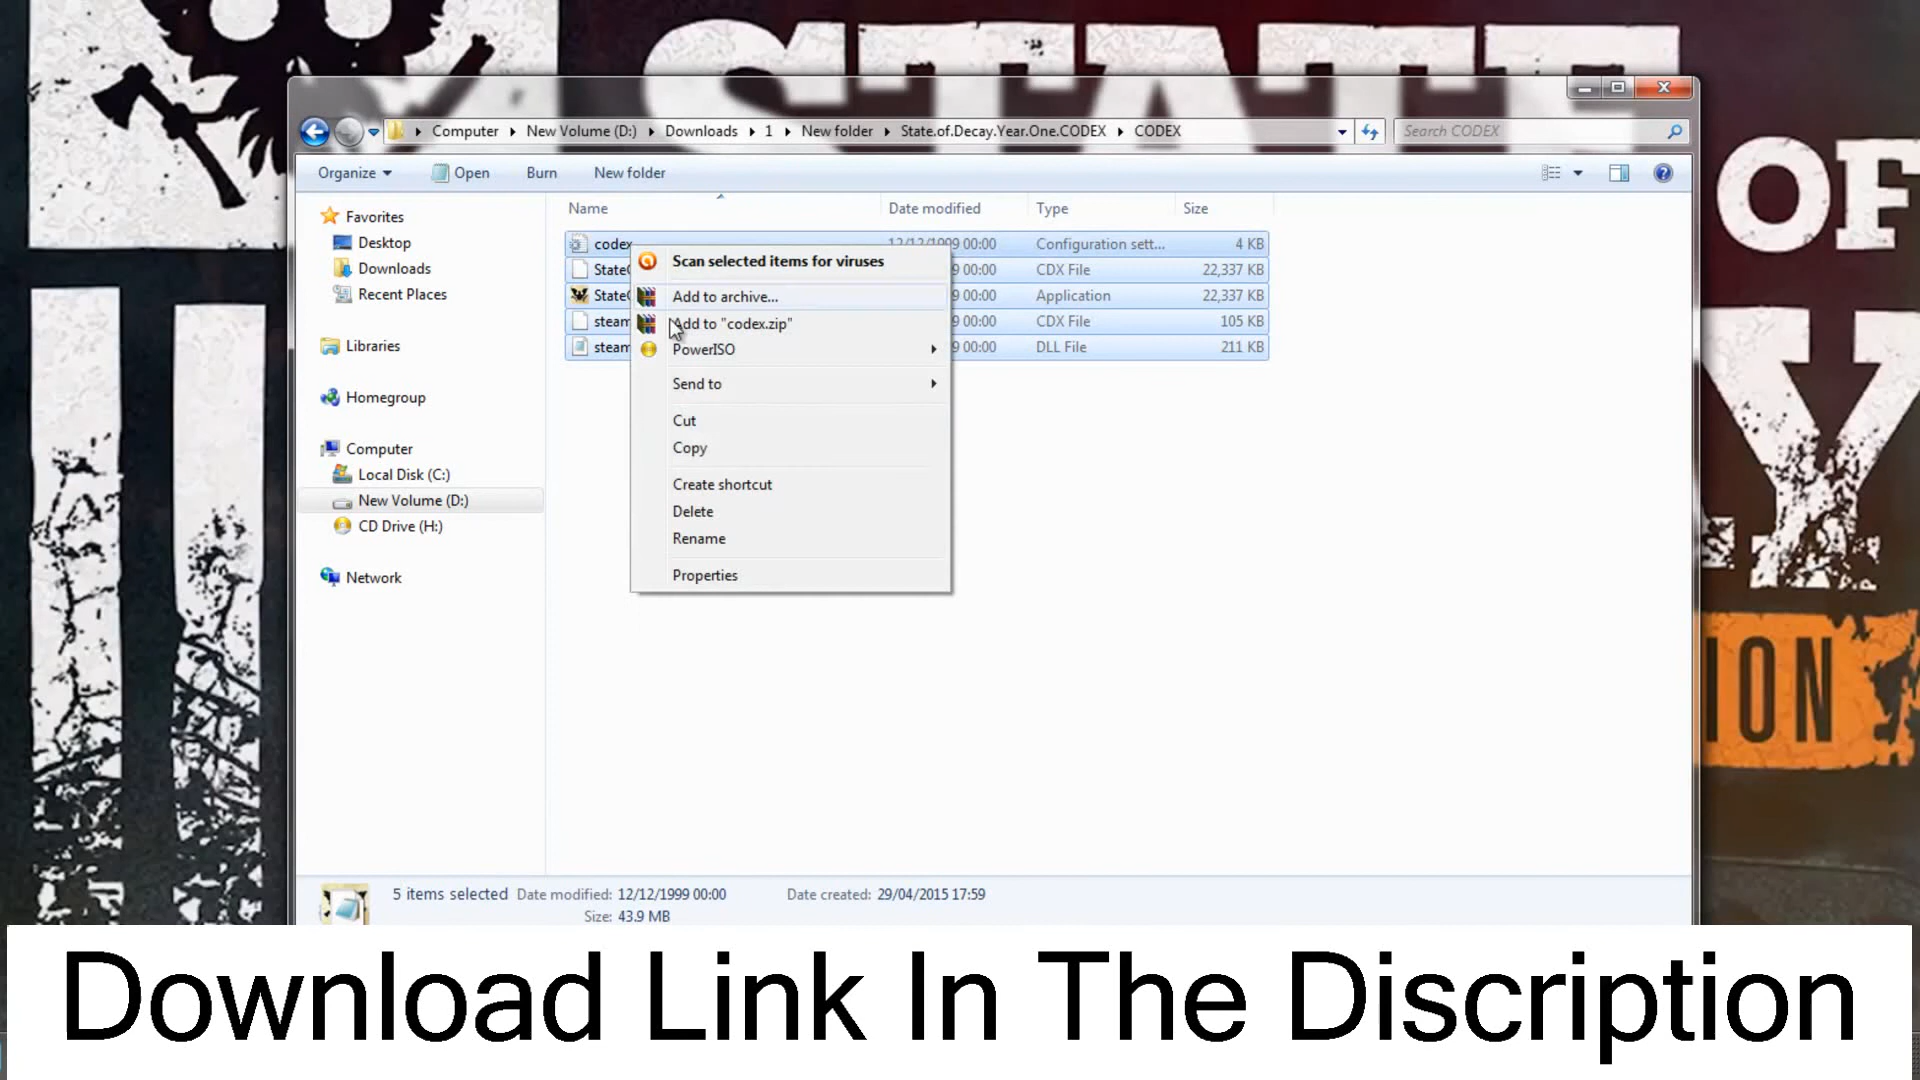 STATE
OF
Y
ION
Computer New Volume (D:) Downloads 1 New folder State.of.Decay.Year.One.CODEX CODEX
Search CODEX
Organize Open Burn New folder
Name Date modified Type Size
codex 12/12/1999 00:00 Configuration sett... 4 KB
State 9 00:00 CDX File 22,337 KB
State 9 00:00 Application 22,337 KB
steam 9 00:00 CDX File 105 KB
steam 9 00:00 DLL File 211 KB
Favorites
Desktop
Downloads
Recent Places
Libraries
Homegroup
Computer
Local Disk (C:)
New Volume (D:)
CD Drive (H:)
Network
Scan selected items for viruses
Add to archive...
Add to "codex.zip"
PowerISO
Send to
Cut
Copy
Create shortcut
Delete
Rename
Properties
5 items selected Date modified: 12/12/1999 00:00 Date created: 29/04/2015 17:59
Size: 43.9 MB
Download Link In The Discription